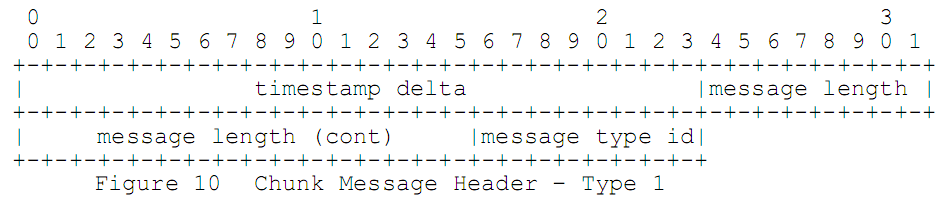 0                   1                   2                   3
 0 1 2 3 4 5 6 7 8 9 0 1 2 3 4 5 6 7 8 9 0 1 2 3 4 5 6 7 8 9 0 1
+-+-+-+-+-+-+-+-+-+-+-+-+-+-+-+-+-+-+-+-+-+-+-+-+-+-+-+-+-+-+-+-+
|                timestamp delta                |message length |
+-+-+-+-+-+-+-+-+-+-+-+-+-+-+-+-+-+-+-+-+-+-+-+-+-+-+-+-+-+-+-+-+
|     message length (cont)     |message type id|
+-+-+-+-+-+-+-+-+-+-+-+-+-+-+-+-+-+-+-+-+-+-+-+-+
Figure 10  Chunk Message Header – Type 1